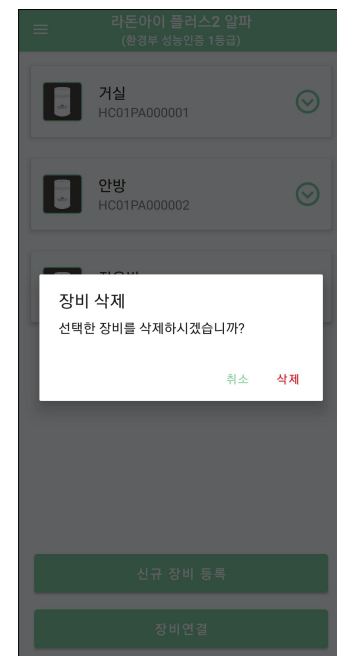 라돈아이 플러스2 알파
(환경부 성능인증 1등급)
거실
HC01PA000001
안방
HC01PA000002
장비 삭제
선택한 장비를 삭제하시겠습니까?
취소 삭제
신규 장비 등록
장비연결